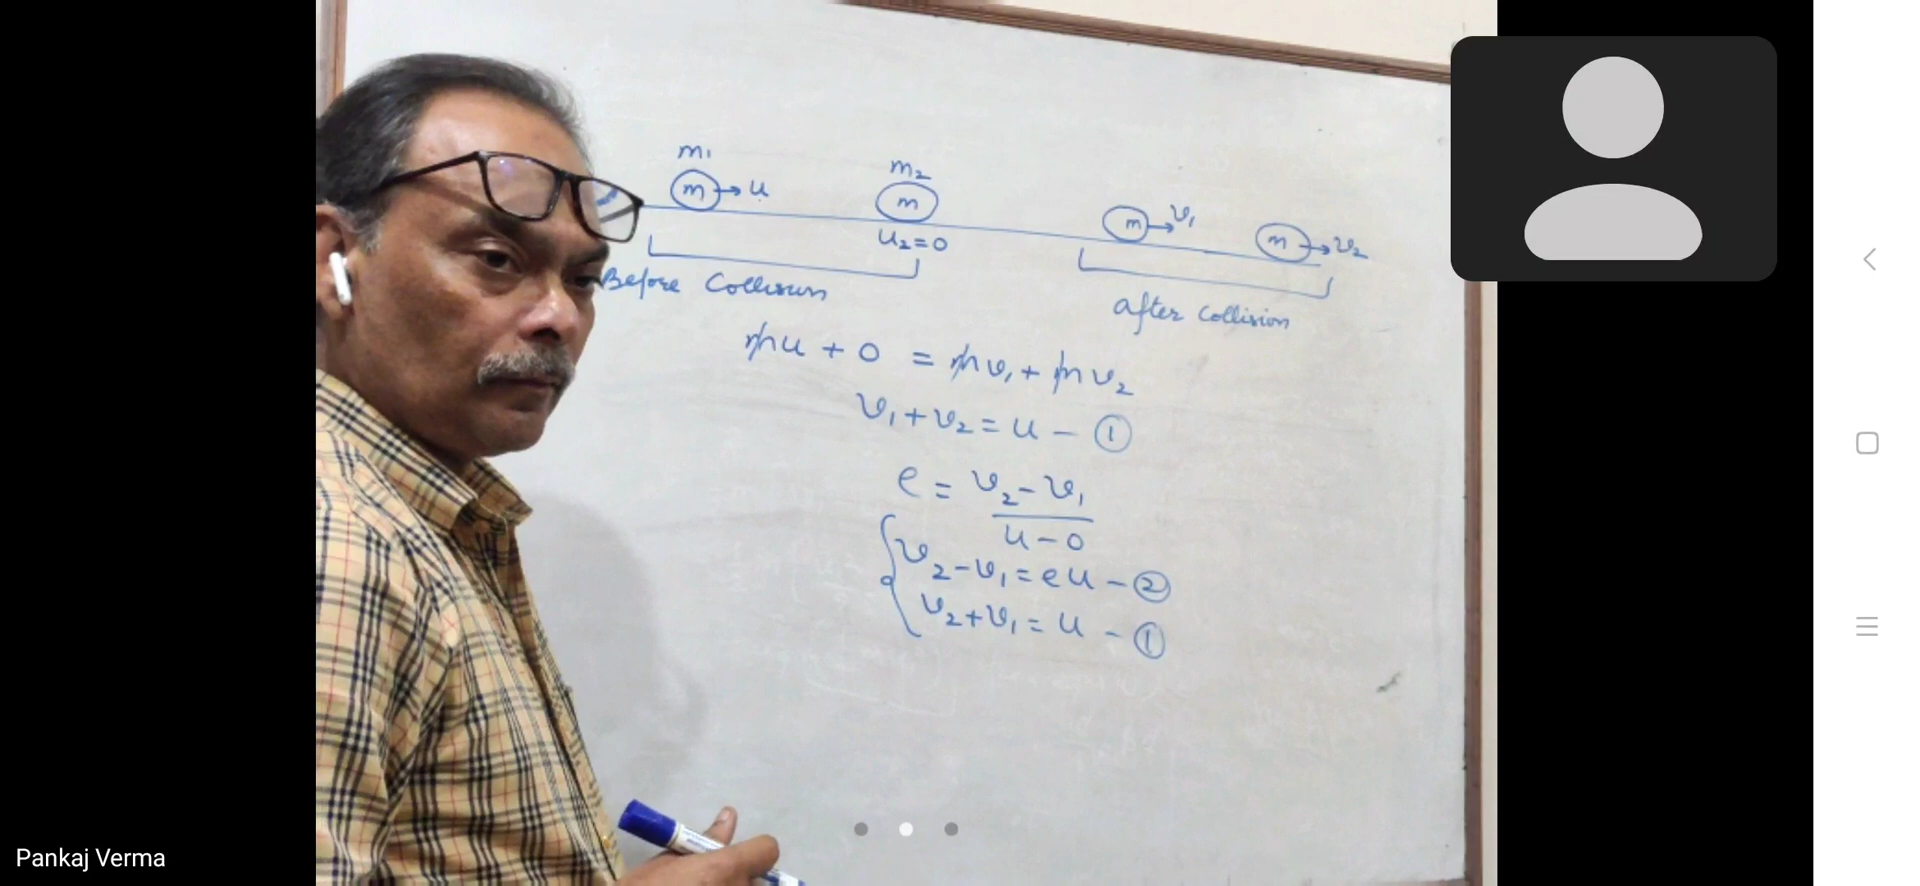 m₁
m → u
m₂
m
u₂=0
m → v₁
m → v₂
Before Collision
after Collision
mu + 0 = mv₁ + mv₂
v₁+v₂ = u – ①
e = v₂–v₁
u–0
v₂–v₁ = eu – ②
v₂+v₁ = u – ①
Pankaj Verma